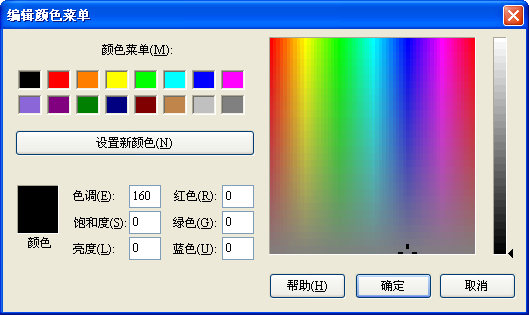 编辑颜色菜单
颜色菜单(M):
设置新颜色(N)
色调(E): 160 红色(R): 0
饱和度(S): 0 绿色(G): 0
亮度(L): 0 蓝色(U): 0
颜色
帮助(H) 确定 取消